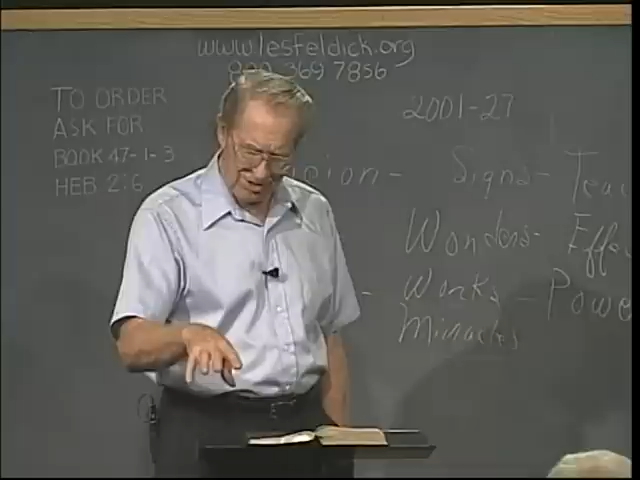 www.lesfeldick.org
800 369 7856
TO ORDER
ASK FOR
BOOK 47-1-3
HEB 2:6
2001-27
Signs-
Wonders-
Works - Powe
Miracles